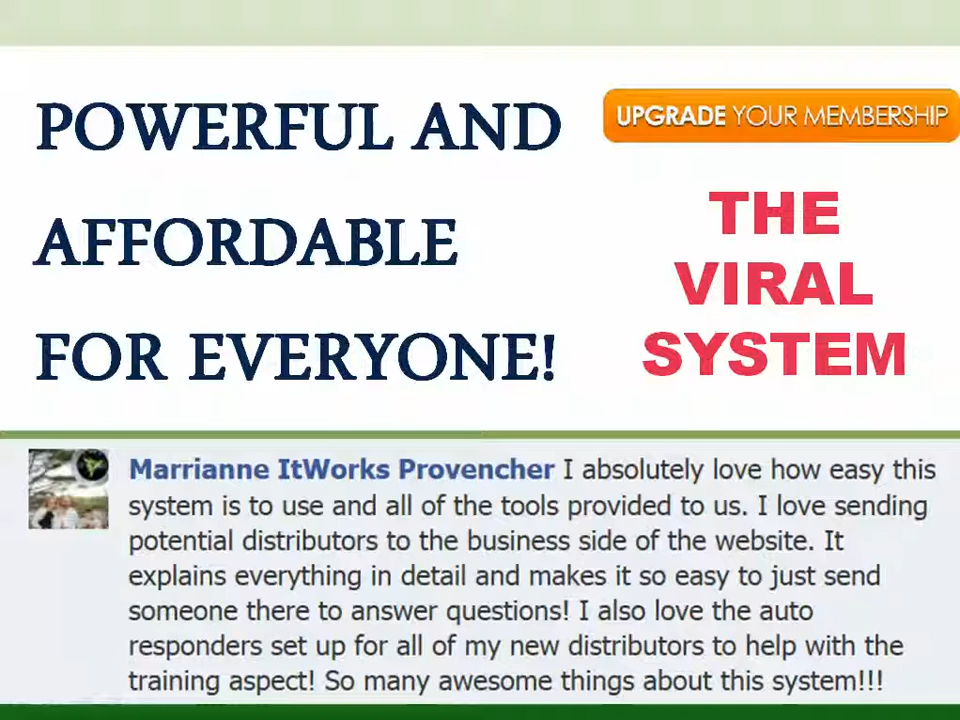 POWERFUL AND
AFFORDABLE
FOR EVERYONE!
UPGRADE YOUR MEMBERSHIP
THE
VIRAL
SYSTEM
Marrianne ItWorks Provencher I absolutely love how easy this
system is to use and all of the tools provided to us. I love sending
potential distributors to the business side of the website. It
explains everything in detail and makes it so easy to just send
someone there to answer questions! I also love the auto
responders set up for all of my new distributors to help with the
training aspect! So many awesome things about this system!!!